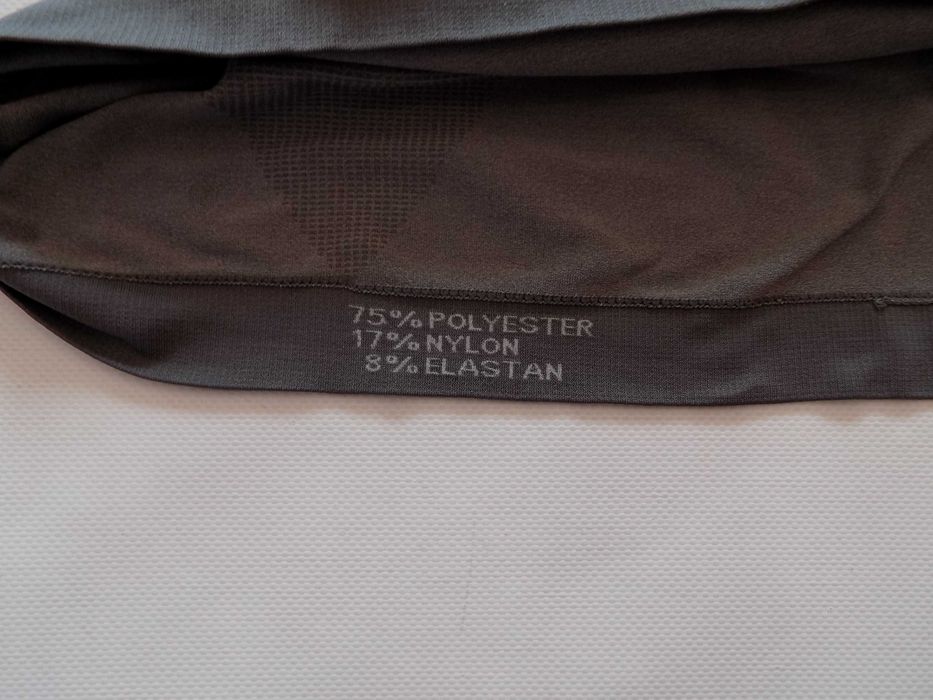 75% POLYESTER
17% NYLON
8% ELASTAN